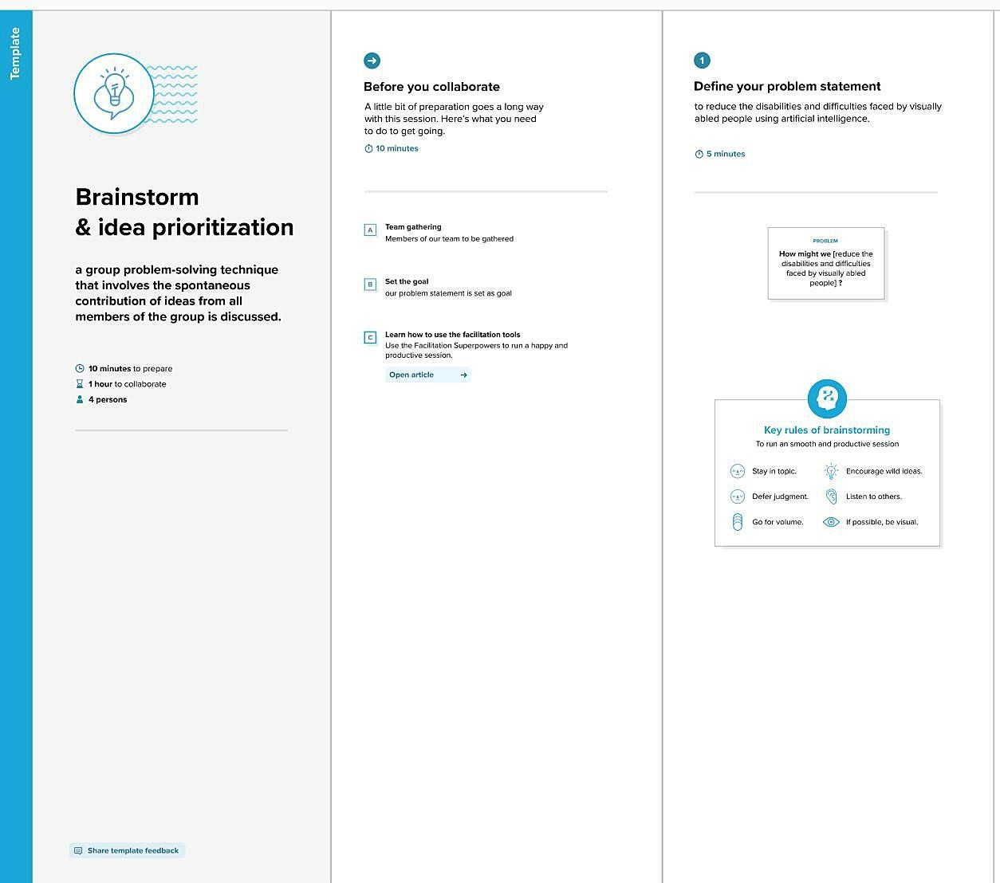 Template
Brainstorm
& idea prioritization
a group problem-solving technique
that involves the spontaneous
contribution of ideas from all
members of the group is discussed.
10 minutes to prepare
1 hour to collaborate
4 persons
Share template feedback
Before you collaborate
A little bit of preparation goes a long way
with this session. Here's what you need
to do to get going.
10 minutes
A
Team gathering
Members of our team to be gathered
B
Set the goal
our problem statement is set as goal
C
Learn how to use the facilitation tools
Use the Facilitation Superpowers to run a happy and
productive session.
Open article
1
Define your problem statement
to reduce the disabilities and difficulties faced by visually
abled people using artificial intelligence.
5 minutes
PROBLEM
How might we [reduce the
disabilities and difficulties
faced by visually abled
people] ?
Key rules of brainstorming
To run an smooth and productive session
Stay in topic.
Encourage wild ideas.
Defer judgment.
Listen to others.
Go for volume.
If possible, be visual.